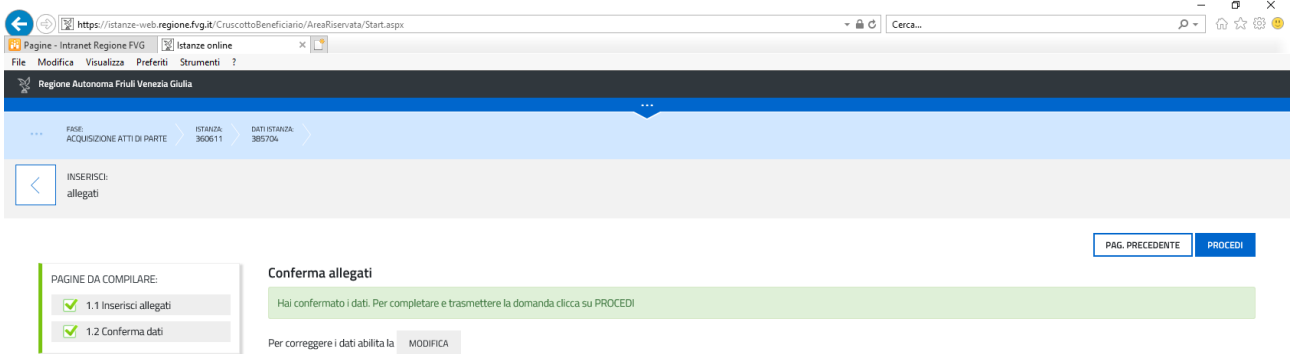 https://istanze-web.regione.fvg.it/CruscottoBeneficiario/AreaRiservata/Start.aspx
Cerca...
Pagine - Intranet Regione FVG
Istanze online
File Modifica Visualizza Preferiti Strumenti ?
Regione Autonoma Friuli Venezia Giulia
...
... FASE: ISTANZA: DATI ISTANZA:
ACQUISIZIONE ATTI DI PARTE 360611 385704
INSERISCI:
allegati
PAG. PRECEDENTE PROCEDI
PAGINE DA COMPILARE:
1.1 Inserisci allegati
1.2 Conferma dati
Conferma allegati
Hai confermato i dati. Per completare e trasmettere la domanda clicca su PROCEDI
Per correggere i dati abilita la MODIFICA